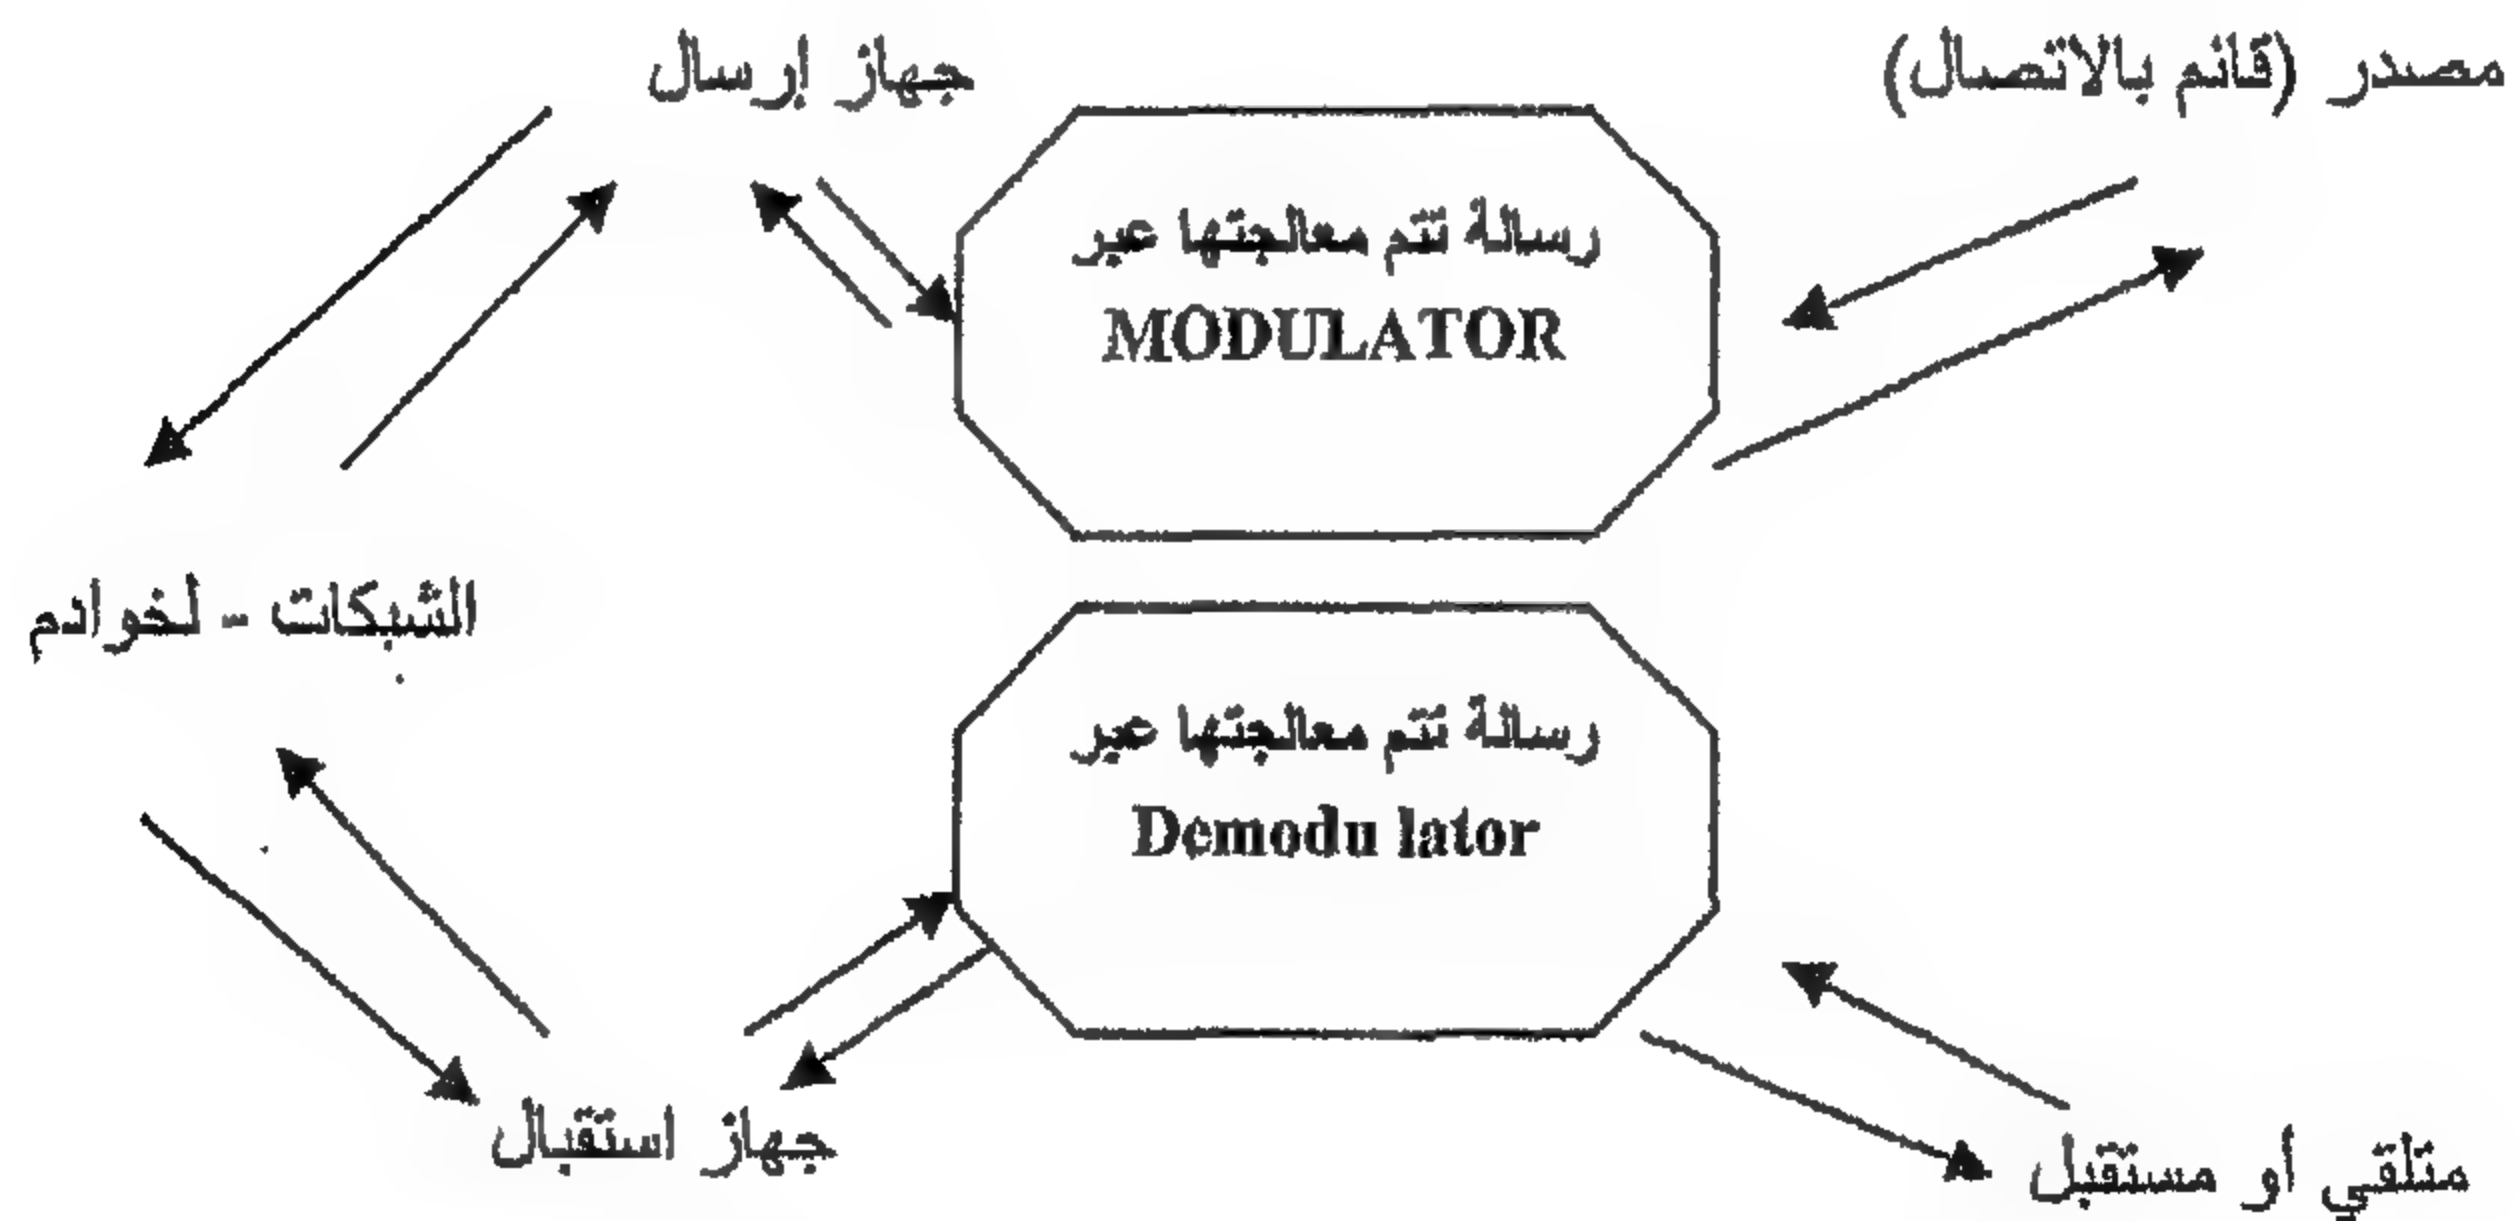 مصدر (قائم بالاتصال)
جهاز إرسال
رسالة تتم معالجتها عبر
MODULATOR
الشبكات - لخوادم
رسالة تتم معالجتها عبر
Demodu lator
جهاز استقبال
متلقي أو مستقبل